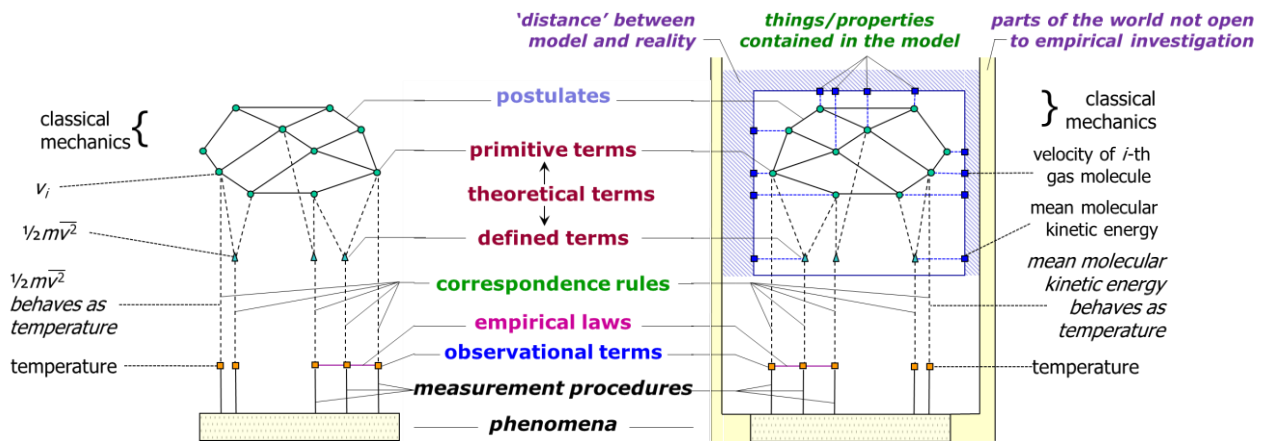 'distance' between
model and reality
things/properties
contained in the model
parts of the world not open
to empirical investigation
classical
mechanics {
postulates
} classical
mechanics
primitive terms
velocity of i-th
gas molecule
vᵢ
theoretical terms
½mv̅²
mean molecular
kinetic energy
defined terms
½mv̅²
behaves as
temperature
correspondence rules
mean molecular
kinetic energy
behaves as
temperature
empirical laws
temperature
observational terms
temperature
measurement procedures
phenomena